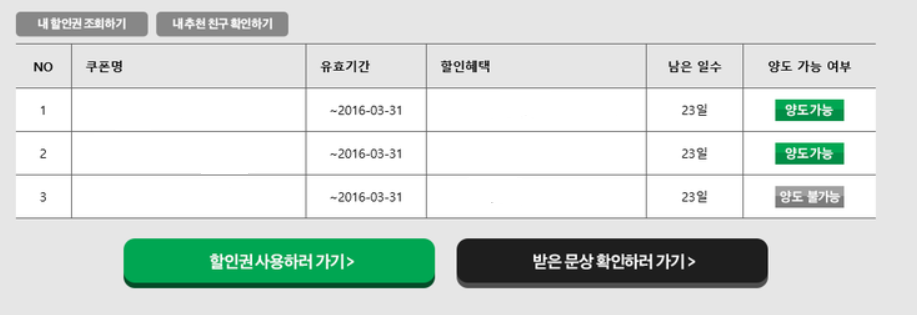 내 할인권 조회하기 내 추천 친구 확인하기
NO 쿠폰명 유효기간 할인혜택 남은 일수 양도 가능 여부
1 ~2016-03-31 23일 양도가능
2 ~2016-03-31 23일 양도가능
3 ~2016-03-31 23일 양도 불가능
할인권 사용하러 가기 > 받은 문상 확인하러 가기 >